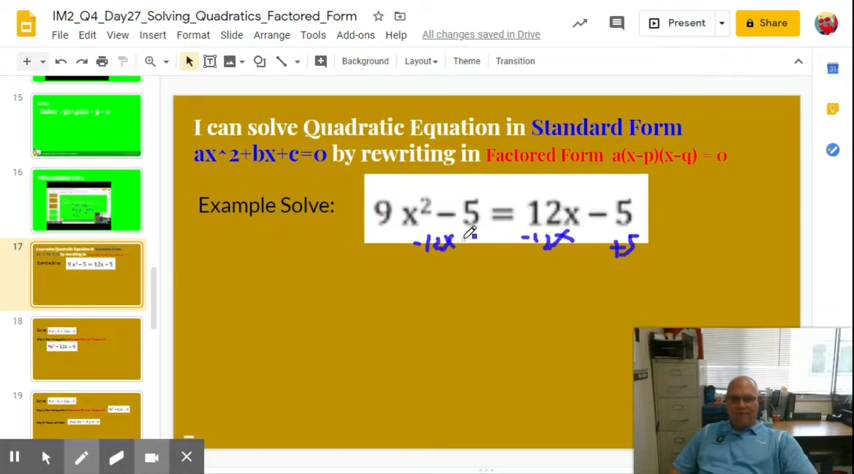 IM2_Q4_Day27_Solving_Quadratics_Factored_Form
File Edit View Insert Format Slide Arrange Tools Add-ons Help All changes saved in Drive
Present
Share
Background Layout Theme Transition
31
15
16
17
18
19
I can solve Quadratic Equation in Standard Form
ax^2+bx+c=0 by rewriting in Factored Form a(x-p)(x-q) = 0
Example Solve: 9 x² – 5 = 12x – 5
-12x -12x +5